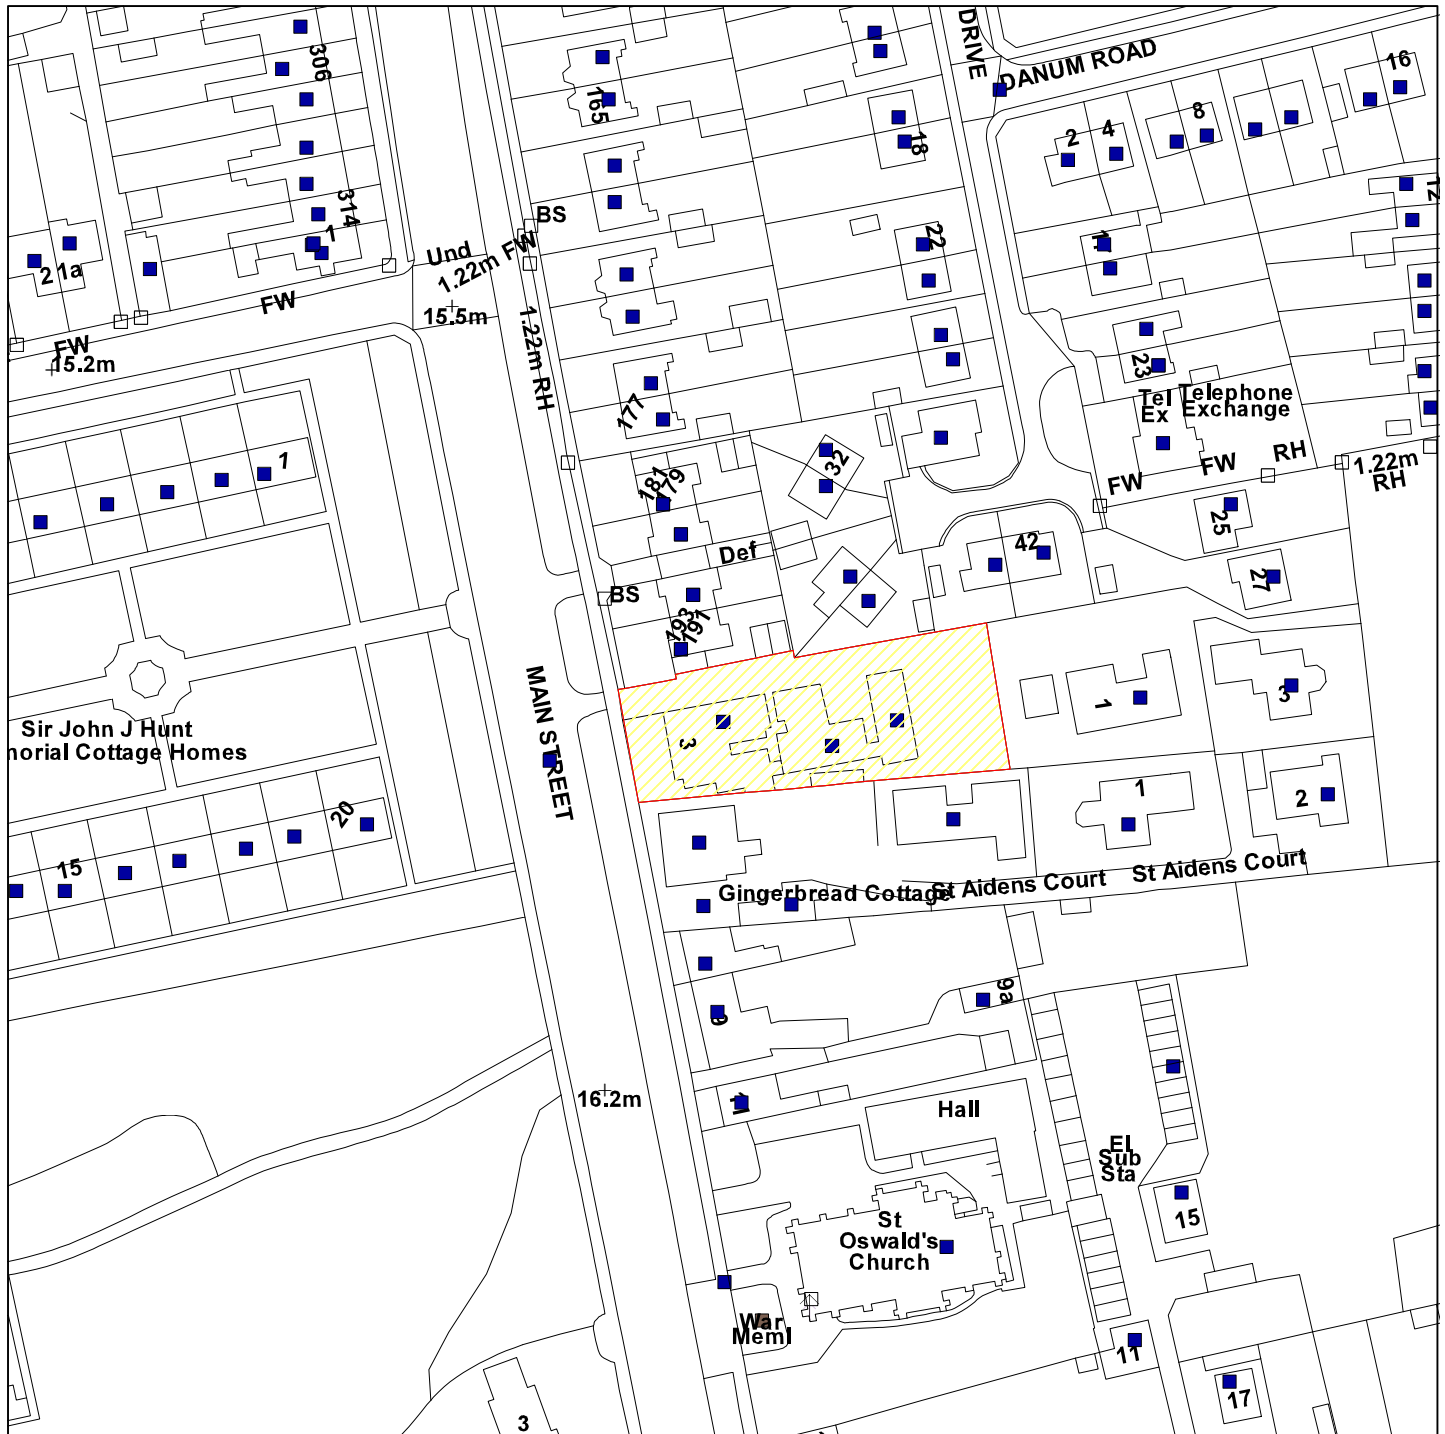 DRIVE
DANUM ROAD
16
306
165
18
2
4
8
12
314
1
BS
Und
1.22m FW
22
2
1a
FW
15.5m
FW
15.2m
1.22m RH
23
Tel
Ex
Telephone
Exchange
177
7
181
179
32
FW
FW
RH
1.22m
RH
25
42
Def
27
BS
193
191
MAIN STREET
3
1
3
Sir John J Hunt
morial Cottage Homes
20
15
1
2
Gingerbread Cottage
St Aidens Court
St Aidens Court
9
9a
16.2m
11
Hall
El
Sub
Sta
15
St
Oswald's
Church
War
Meml
11
17
3